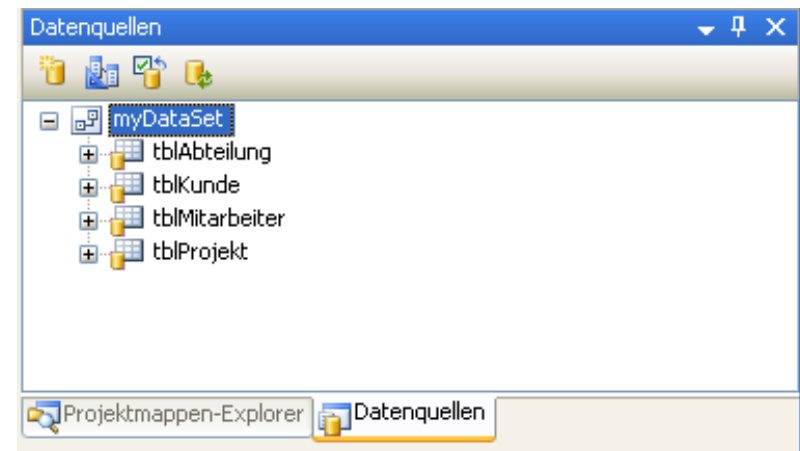 Datenquellen
myDataSet
tblAbteilung
tblKunde
tblMitarbeiter
tblProjekt
Projektmappen-Explorer Datenquellen